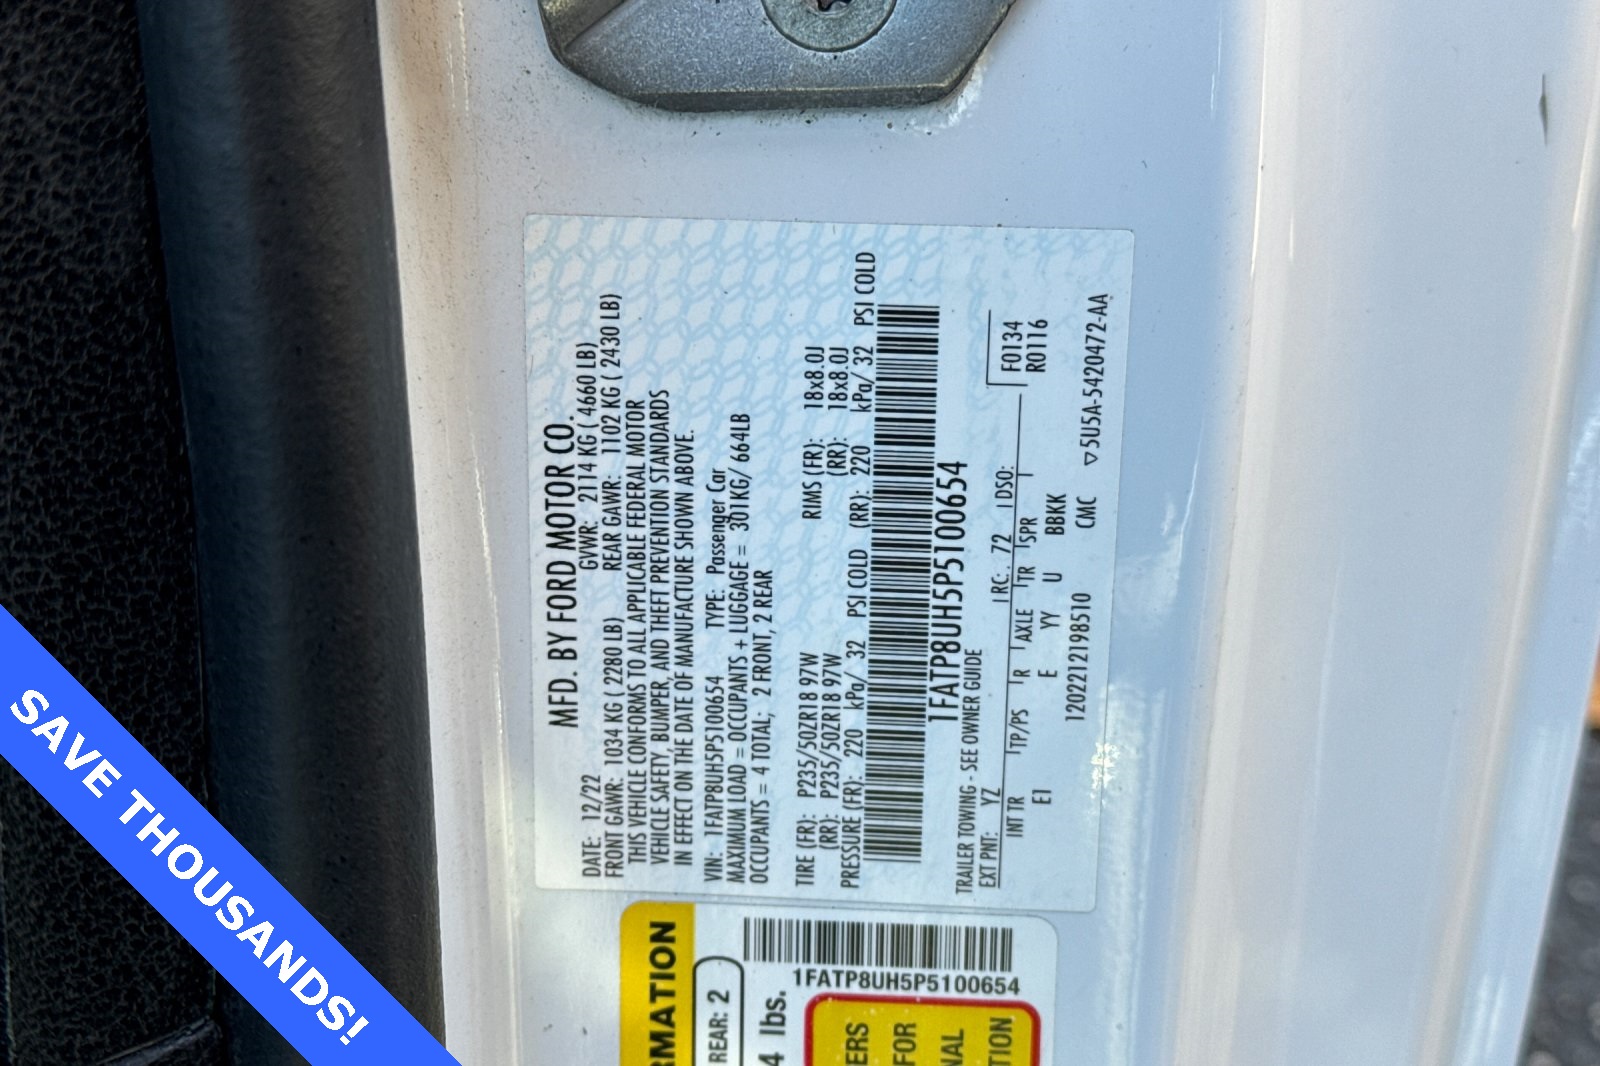 MFD. BY FORD MOTOR CO.
DATE: 12/22 GVWR: 2114 KG ( 4660 LB)
FRONT GAWR: 1034 KG ( 2280 LB) REAR GAWR: 1102 KG ( 2430 LB)
THIS VEHICLE CONFORMS TO ALL APPLICABLE FEDERAL MOTOR
VEHICLE SAFETY, BUMPER, AND THEFT PREVENTION STANDARDS
IN EFFECT ON THE DATE OF MANUFACTURE SHOWN ABOVE.
VIN: 1FATP8UH5P5100654 TYPE: Passenger Car
MAXIMUM LOAD = OCCUPANTS + LUGGAGE = 301KG/ 664LB
OCCUPANTS = 4 TOTAL; 2 FRONT, 2 REAR
TIRE (FR): P235/50ZR18 97W RIMS (FR): 18x8.0J
(RR): P235/50ZR18 97W (RR): 18x8.0J
PRESSURE (FR): 220 kPa/ 32 PSI COLD (RR): 220 kPa/ 32 PSI COLD
1FATP8UH5P5100654
TRAILER TOWING - SEE OWNER GUIDE
EXT PNT: YZ RC: 72 DSO: F0134
INT TR TP/PS R AXLE TR SPR R0116
E1 E YY U BBKK
12022121198510 CMC
▽5U5A-5420472-AA
RMATION
REAR: 2
4 lbs.
1FATP8UH5P5100654
ERS
FOR
NAL
TION
SAVE THOUSANDS!